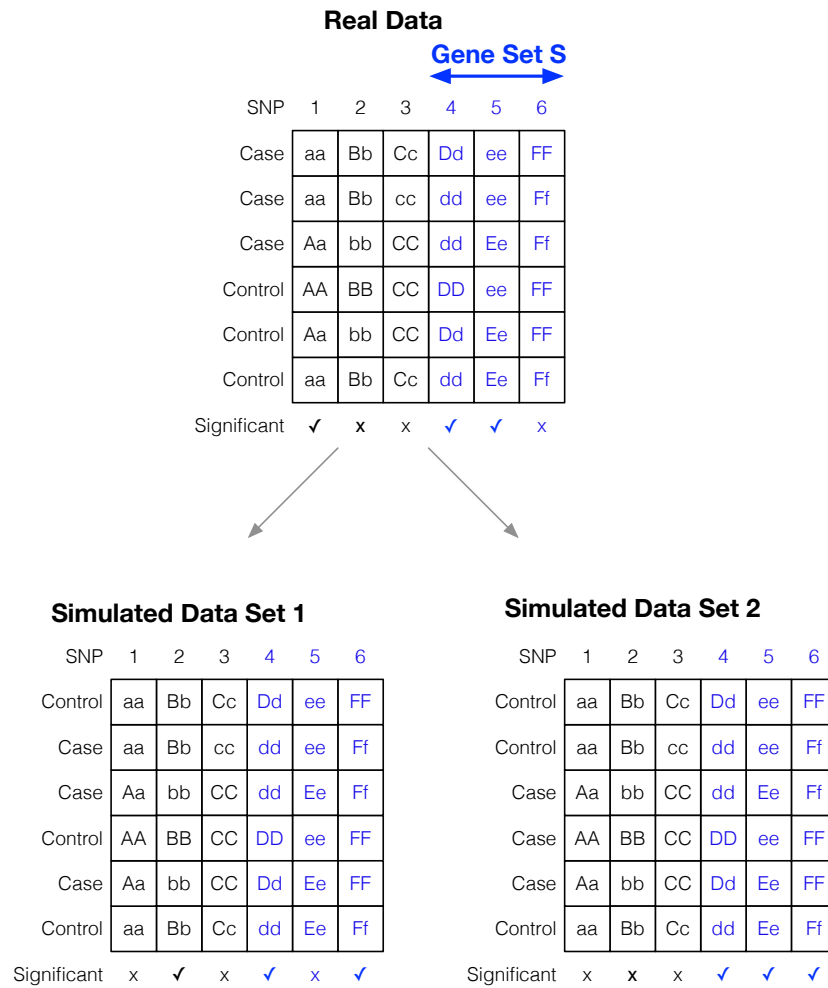 Real Data
Gene Set S
SNP 1 2 3 4 5 6
Case aa Bb Cc Dd ee FF
Case aa Bb cc dd ee Ff
Case Aa bb CC dd Ee Ff
Control AA BB CC DD ee FF
Control Aa bb CC Dd Ee FF
Control aa Bb Cc dd Ee Ff
Significant ✓ x x ✓ ✓ x
Simulated Data Set 1
SNP 1 2 3 4 5 6
Control aa Bb Cc Dd ee FF
Case aa Bb cc dd ee Ff
Case Aa bb CC dd Ee Ff
Control AA BB CC DD ee FF
Case Aa bb CC Dd Ee FF
Control aa Bb Cc dd Ee Ff
Significant x ✓ x ✓ x ✓
Simulated Data Set 2
SNP 1 2 3 4 5 6
Control aa Bb Cc Dd ee FF
Control aa Bb cc dd ee Ff
Case Aa bb CC dd Ee Ff
Case AA BB CC DD ee FF
Case Aa bb CC Dd Ee FF
Control aa Bb Cc dd Ee Ff
Significant x x x ✓ ✓ ✓